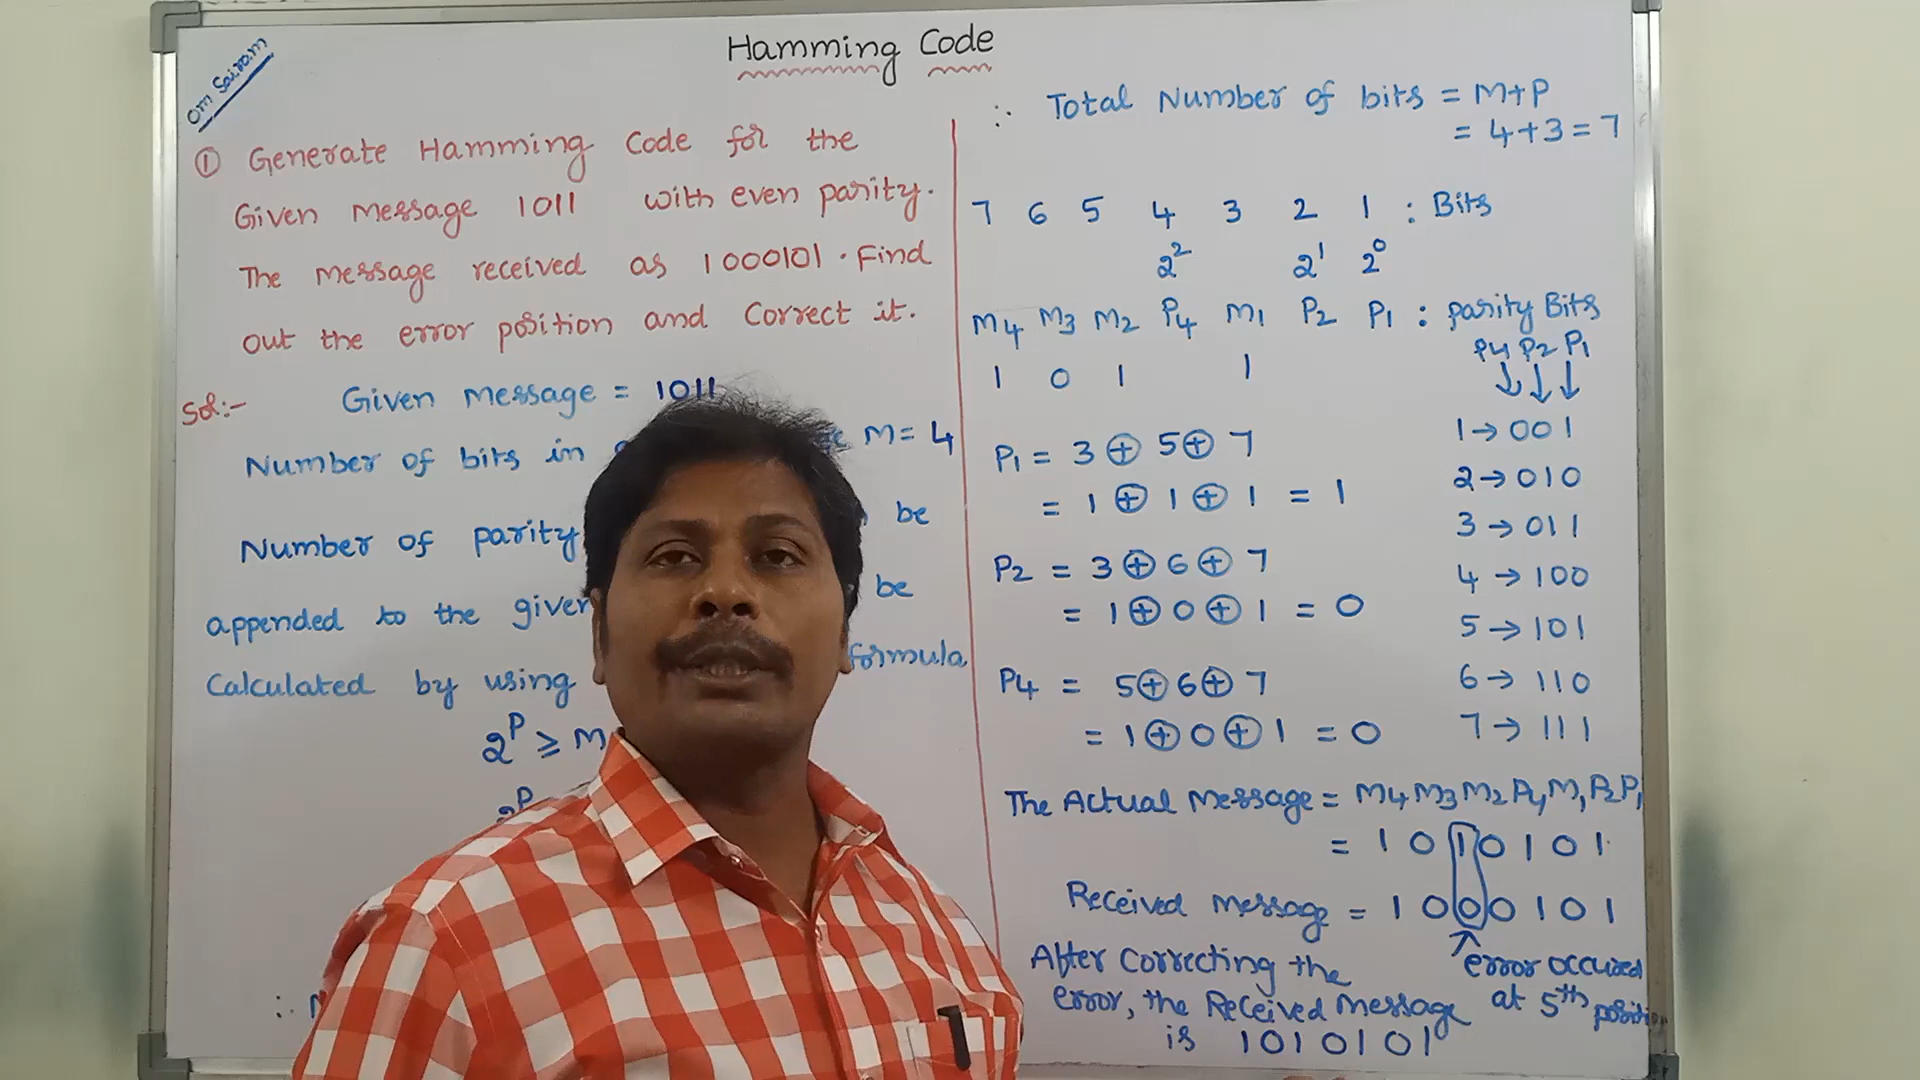 Hamming Code
Om Sairam
① Generate Hamming Code for the
Given message 1011 with even parity.
The message received as 1000101. Find
out the error position and Correct it.
Sol:- Given message = 1011
Number of bits in M = 4
Number of parity be
appended to the given be
Calculated by using formula
2^P ≥ M
2^P
∴
∴ Total Number of bits = M+P
= 4+3=7
7 6 5 4 3 2 1 : Bits
2² 2¹ 2⁰
M4 M3 M2 P4 M1 P2 P1 : parity Bits
1 0 1 1
P4 P2 P1
↓ ↓ ↓
1→001
2→010
3→011
4→100
5→101
6→110
7→111
P1 = 3⊕5⊕7
= 1⊕1⊕1 = 1
P2 = 3⊕6⊕7
= 1⊕0⊕1 = 0
P4 = 5⊕6⊕7
= 1⊕0⊕1 = 0
The Actual Message = M4 M3 M2 P4 M1 P2 P1
= 1 0 1 0 1 0 1
Received message = 1 0 0 0 1 0 1
error occured
at 5th position
After Correcting the
error, the Received Message
is 1010101